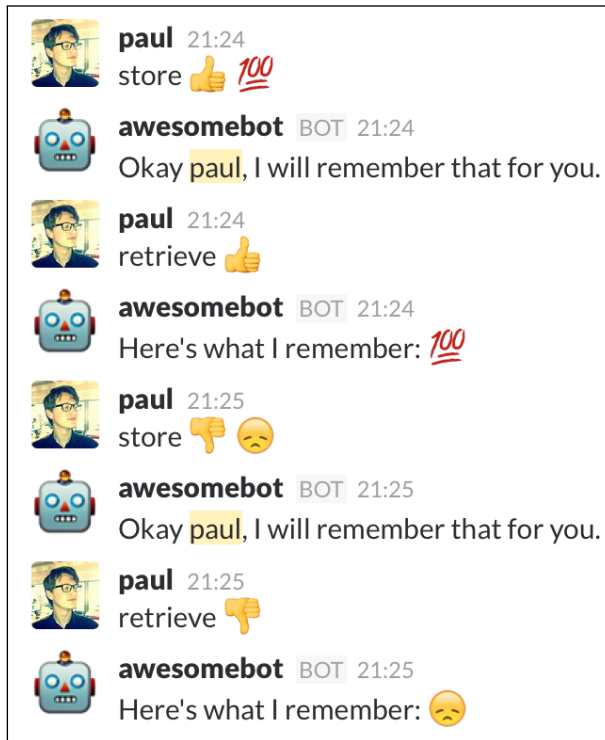 paul 21:24
store 👍 💯
awesomebot BOT 21:24
Okay paul, I will remember that for you.
paul 21:24
retrieve 👍
awesomebot BOT 21:24
Here's what I remember: 💯
paul 21:25
store 👎 😞
awesomebot BOT 21:25
Okay paul, I will remember that for you.
paul 21:25
retrieve 👎
awesomebot BOT 21:25
Here's what I remember: 😞